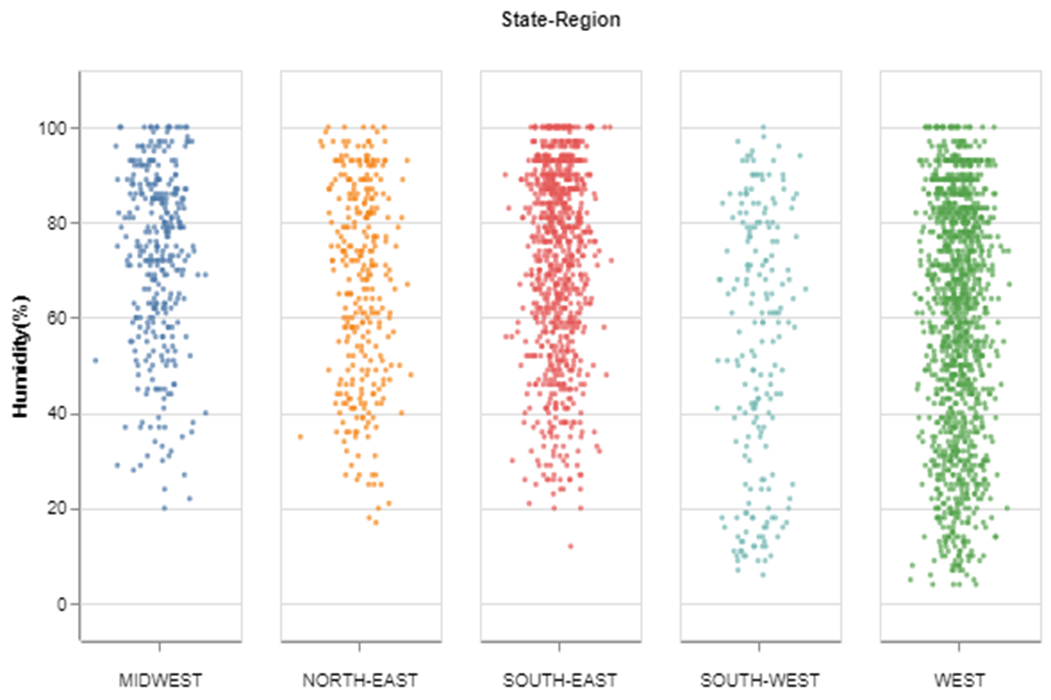 State-Region
Humidity(%)
100
80
60
40
20
0
MIDWEST
NORTH-EAST
SOUTH-EAST
SOUTH-WEST
WEST